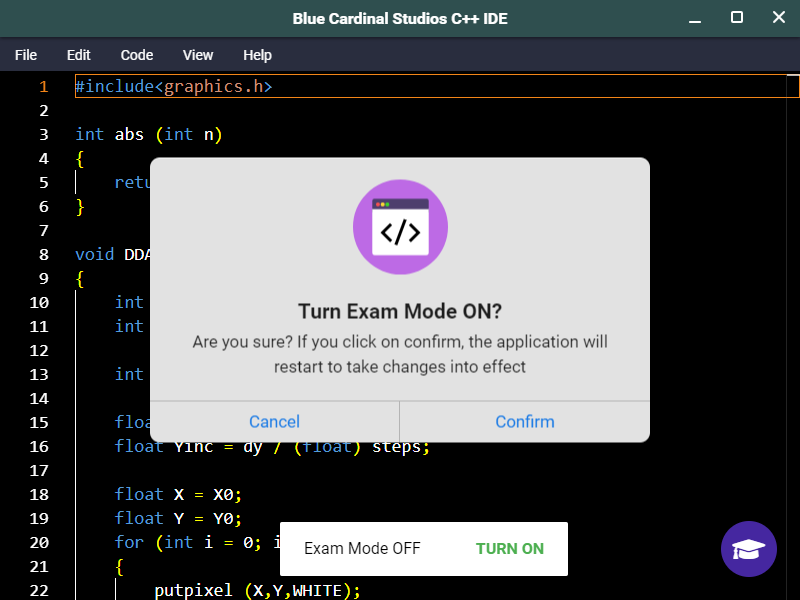 Blue Cardinal Studios C++ IDE
File Edit Code View Help
1 #include<graphics.h>
2
3 int abs (int n)
4 {
5
6 }
7
8 void
9 {
10 int
11 int
12
13 int
14
15
16 float Yinc = dy / (float) steps;
17
18 float X = X0;
19 float Y = Y0;
20 for (int i = 0;
21 {
22 putpixel (X,Y,WHITE);
</>
Turn Exam Mode ON?
Are you sure? If you click on confirm, the application will
restart to take changes into effect
Cancel Confirm
Exam Mode OFF TURN ON